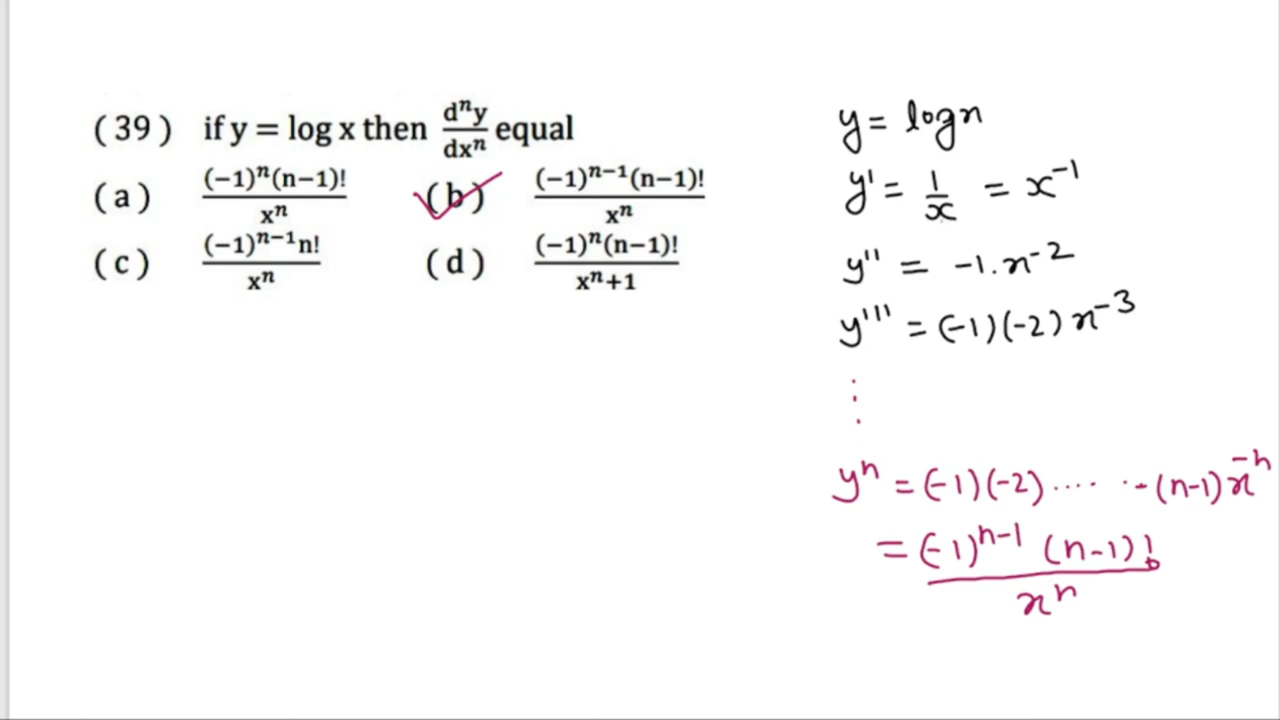 (39) if y = log x then dⁿy/dxⁿ equal
(a) (−1)ⁿ(n−1)!/xⁿ (b) (−1)ⁿ⁻¹(n−1)!/xⁿ
(c) (−1)ⁿ⁻¹n!/xⁿ (d) (−1)ⁿ(n−1)!/xⁿ+1
y = log x
y' = 1/x = x⁻¹
y'' = -1.x⁻²
y''' = (-1)(-2)x⁻³
⋮
yⁿ = (-1)(-2)..... ..-(n-1)x⁻ⁿ
= (-1)ⁿ⁻¹ (n-1)!/xⁿ